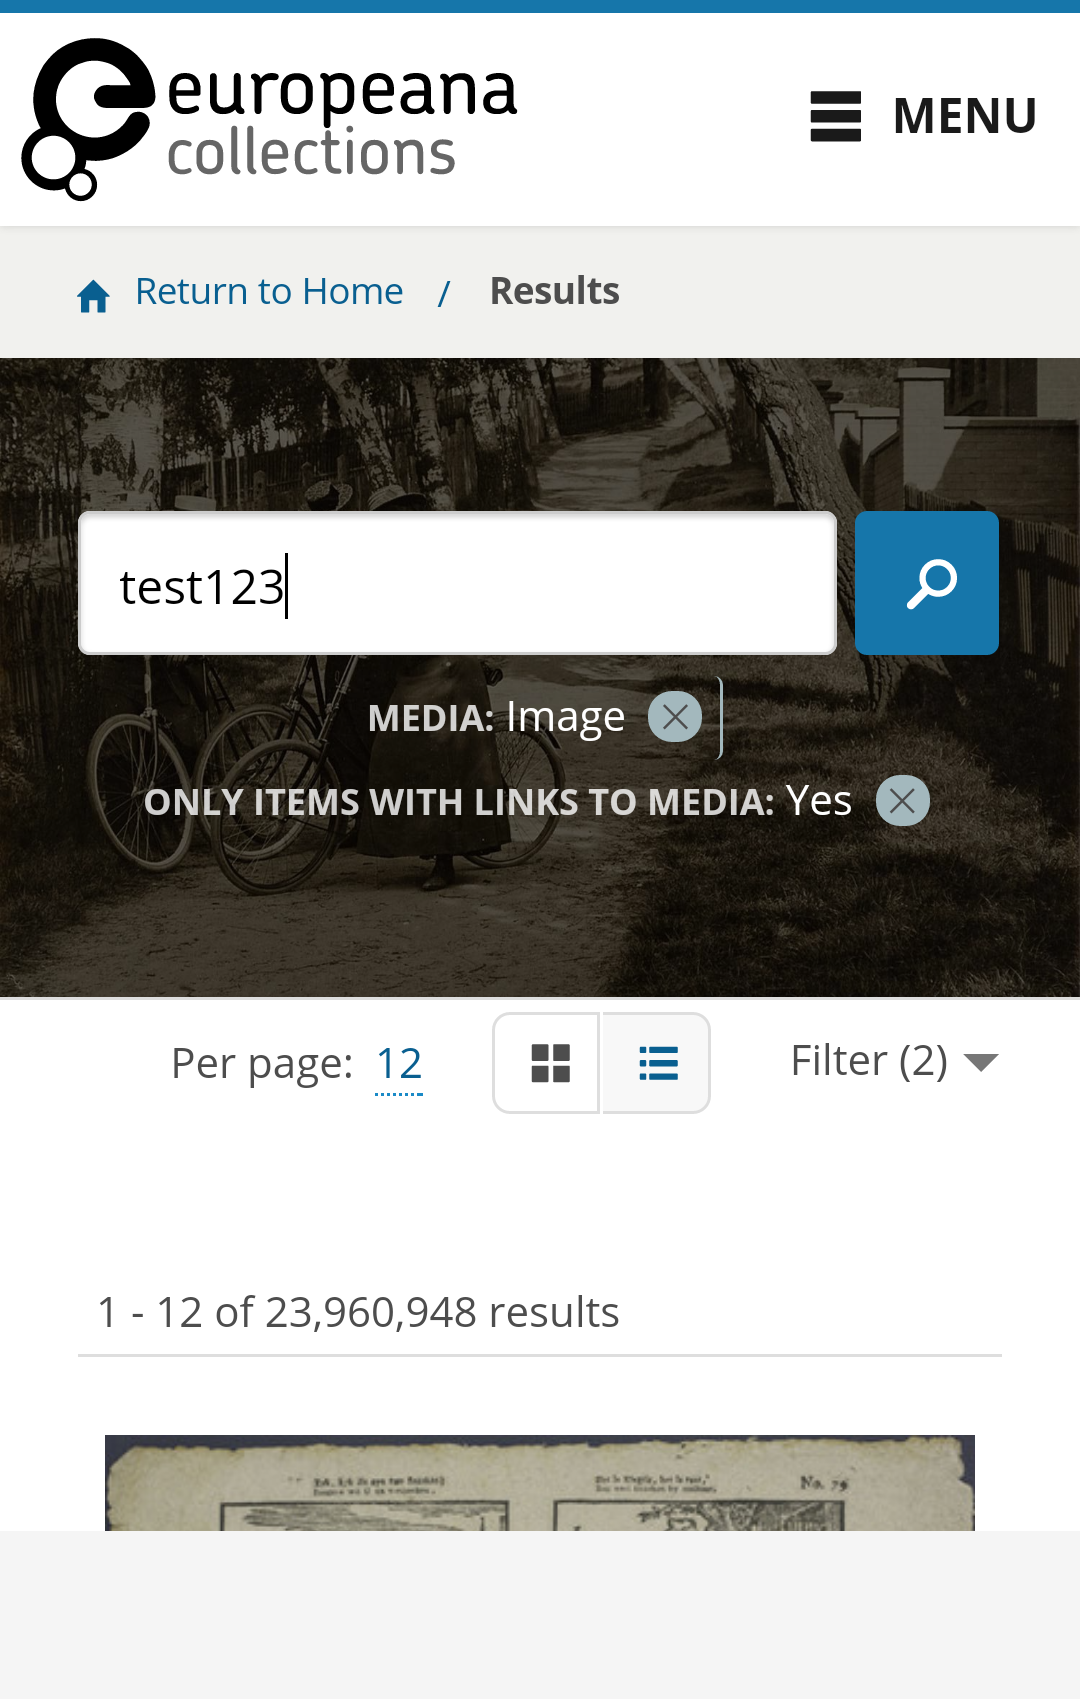 europeana
collections
MENU
Return to Home / Results
test123
MEDIA: Image
ONLY ITEMS WITH LINKS TO MEDIA: Yes
Per page: 12
Filter (2)
1 - 12 of 23,960,948 results
No. 79